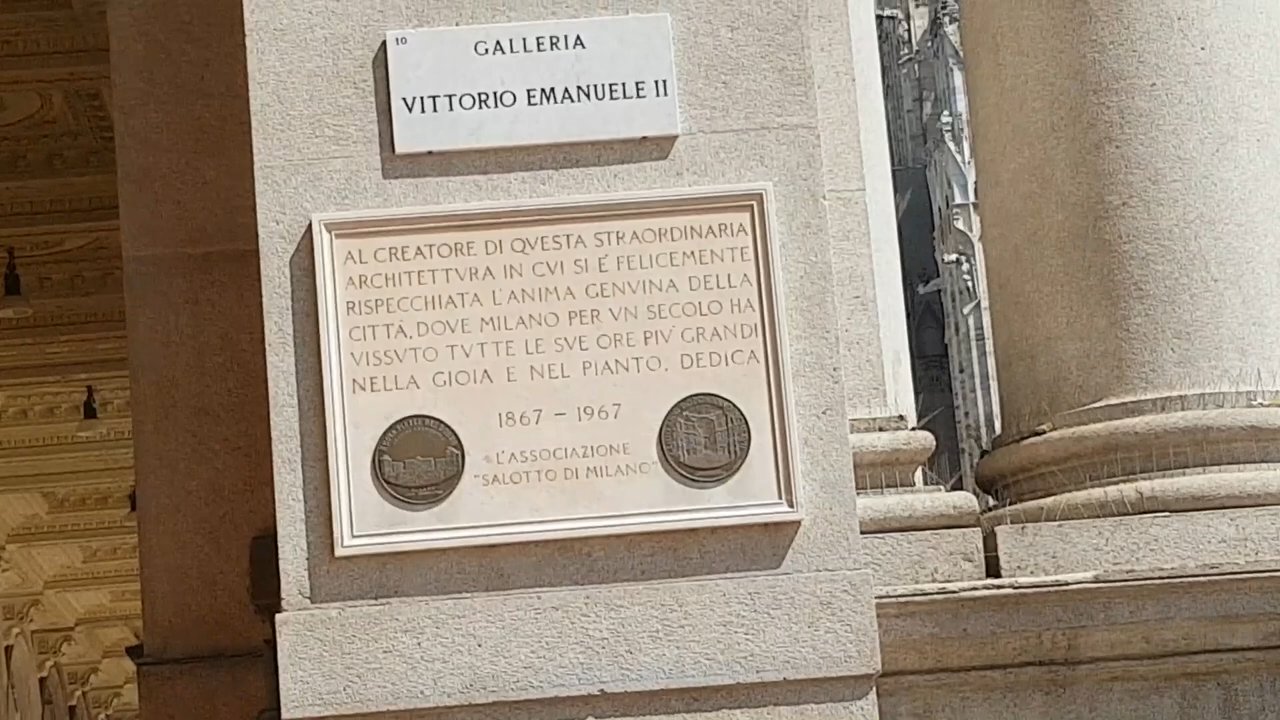 10
GALLERIA
VITTORIO EMANUELE II
AL CREATORE DI QVESTA STRAORDINARIA
ARCHITETTVRA IN CVI SI É FELICEMENTE
RISPECCHIATA L'ANIMA GENVINA DELLA
CITTÁ, DOVE MILANO PER VN SECOLO HA
VISSVTO TVTTE LE SVE ORE PIV' GRANDI
NELLA GIOIA E NEL PIANTO, DEDICA
1867 - 1967
L'ASSOCIAZIONE
"SALOTTO DI MILANO"